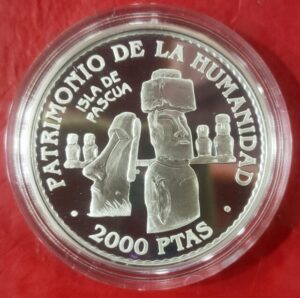 PATRIMONIO DE LA HUMANIDAD
ISLA DE
PASCUA
2000 PTAS